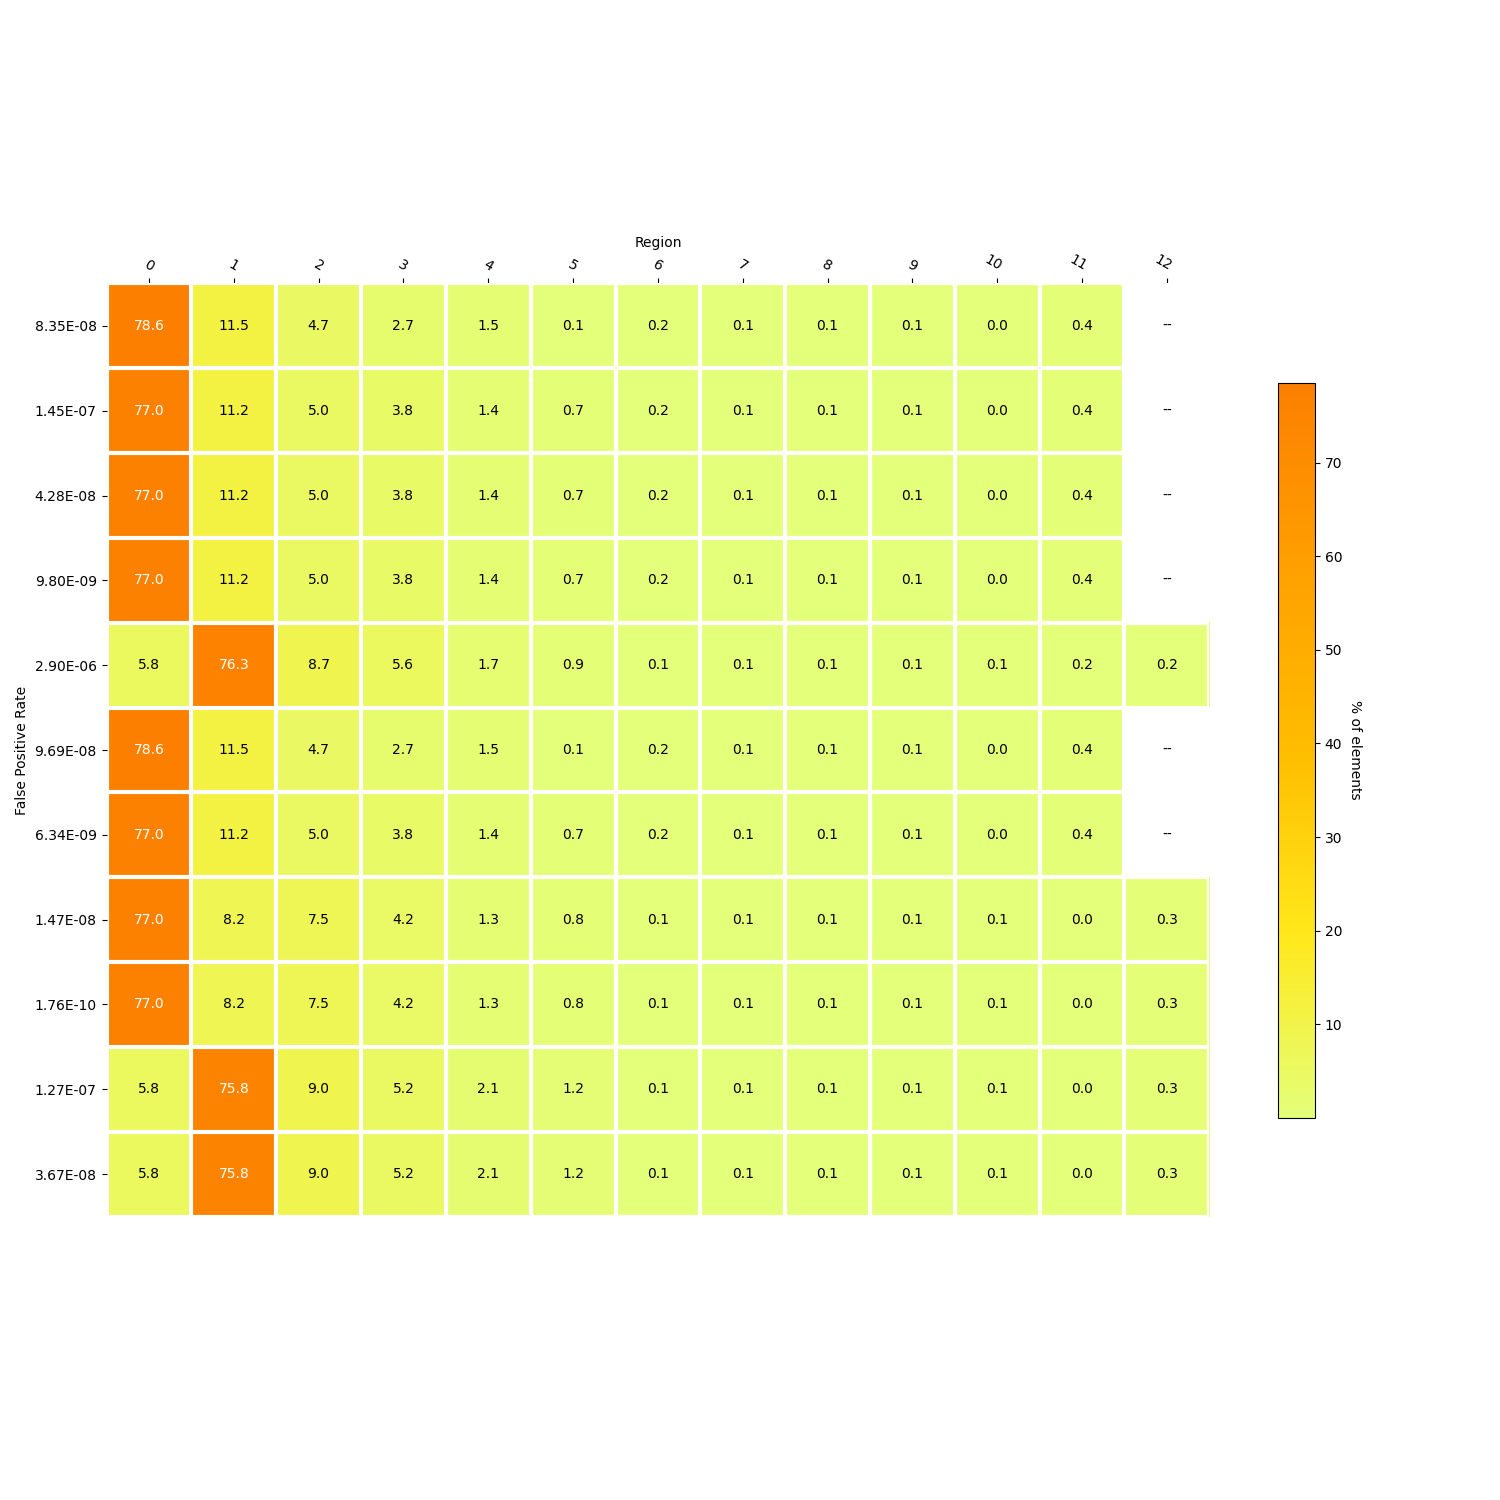 Region
0 1 2 3 4 5 6 7 8 9 10 11 12
8.35E-08 78.6 11.5 4.7 2.7 1.5 0.1 0.2 0.1 0.1 0.1 0.0 0.4 --
1.45E-07 77.0 11.2 5.0 3.8 1.4 0.7 0.2 0.1 0.1 0.1 0.0 0.4 --
4.28E-08 77.0 11.2 5.0 3.8 1.4 0.7 0.2 0.1 0.1 0.1 0.0 0.4 --
9.80E-09 77.0 11.2 5.0 3.8 1.4 0.7 0.2 0.1 0.1 0.1 0.0 0.4 --
2.90E-06 5.8 76.3 8.7 5.6 1.7 0.9 0.1 0.1 0.1 0.1 0.1 0.2 0.2
9.69E-08 78.6 11.5 4.7 2.7 1.5 0.1 0.2 0.1 0.1 0.1 0.0 0.4 --
6.34E-09 77.0 11.2 5.0 3.8 1.4 0.7 0.2 0.1 0.1 0.1 0.0 0.4 --
1.47E-08 77.0 8.2 7.5 4.2 1.3 0.8 0.1 0.1 0.1 0.1 0.1 0.0 0.3
1.76E-10 77.0 8.2 7.5 4.2 1.3 0.8 0.1 0.1 0.1 0.1 0.1 0.0 0.3
1.27E-07 5.8 75.8 9.0 5.2 2.1 1.2 0.1 0.1 0.1 0.1 0.1 0.0 0.3
3.67E-08 5.8 75.8 9.0 5.2 2.1 1.2 0.1 0.1 0.1 0.1 0.1 0.0 0.3
False Positive Rate
70
60
50
40
30
20
10
% of elements